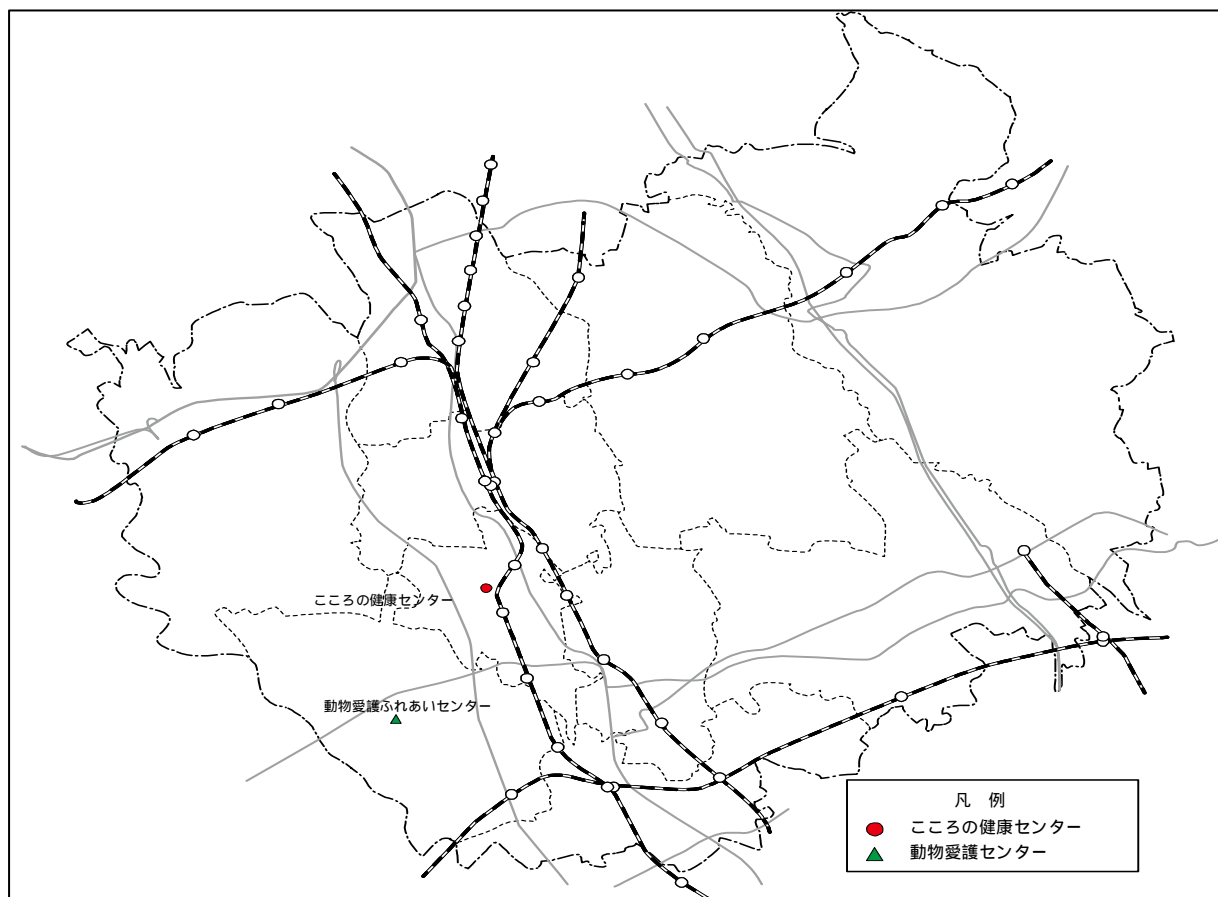 こころの健康センター
動物愛護ふれあいセンター
凡 例
こころの健康センター
動物愛護センター